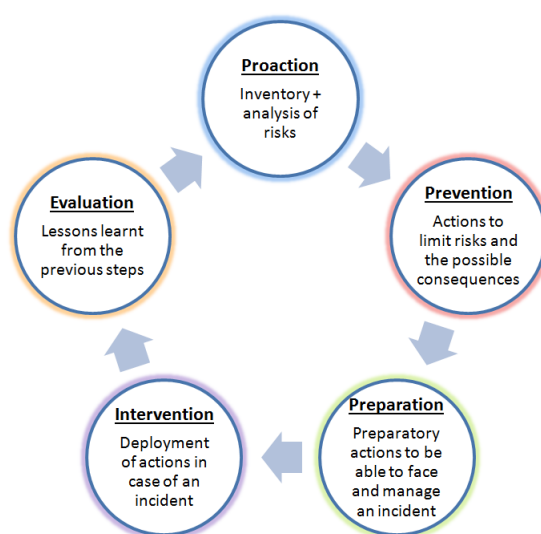 Proaction
Inventory +
analysis of
risks
Prevention
Actions to
limit risks and
the possible
consequences
Preparation
Preparatory
actions to be
able to face
and manage
an incident
Intervention
Deployment
of actions in
case of an
incident
Evaluation
Lessons learnt
from the
previous steps